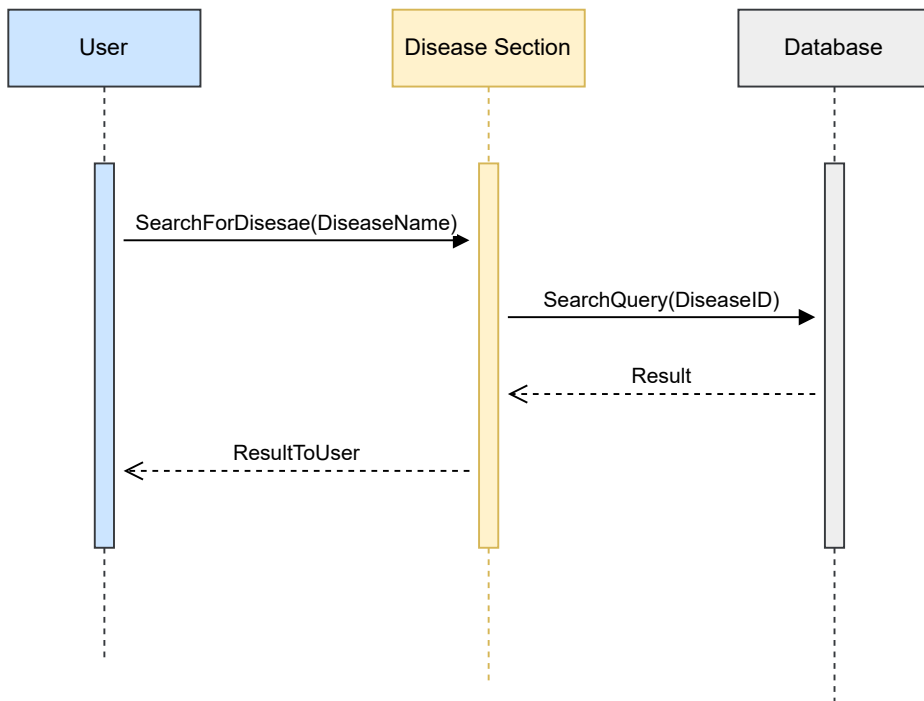 User
Disease Section
Database
SearchForDisesae(DiseaseName)
SearchQuery(DiseaseID)
Result
ResultToUser